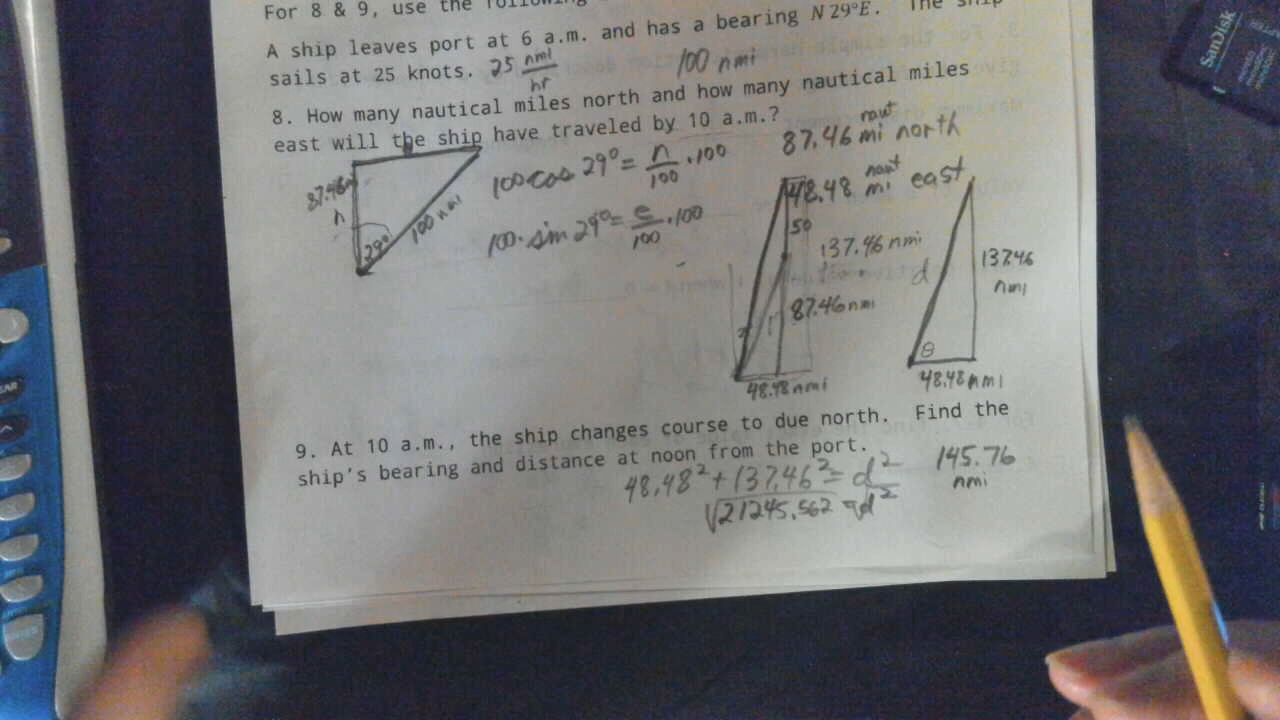 For 8 & 9, use the following
A ship leaves port at 6 a.m. and has a bearing N 29°E. The ship
sails at 25 knots. 25 nmi/hr 100 nmi
8. How many nautical miles north and how many nautical miles
east will the ship have traveled by 10 a.m.?
87.46 naut mi north
48.48 naut mi east
100 cos 29° = n/100 · 100
100 · sin 29° = e/100 · 100
87.46
n
29°
100 nmi
50
137.46 nmi
87.46 nmi
48.48 nmi
d
137.46
nmi
θ
48.48 nmi
9. At 10 a.m., the ship changes course to due north. Find the
ship's bearing and distance at noon from the port.
48.48² + 137.46² = d²
√21245.562 = d²
145.76
nmi
SanDisk